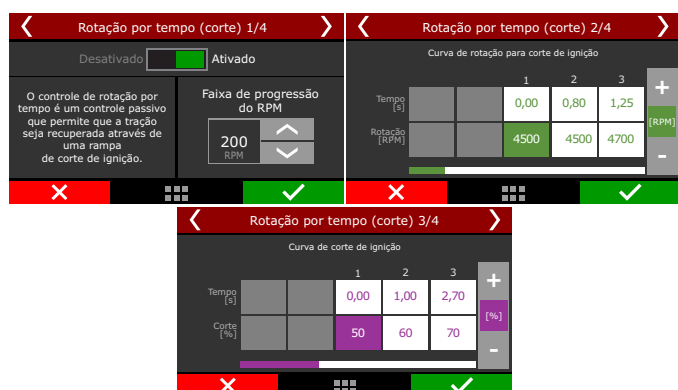 Rotação por tempo (corte) 1/4
Desativado Ativado
O controle de rotação por
tempo é um controle passivo
que permite que a tração
seja recuperada através de
uma rampa
de corte de ignição.
Faixa de progressão
do RPM
200
RPM
Rotação por tempo (corte) 2/4
Curva de rotação para corte de ignição
1 2 3
Tempo
[s]
0,00 0,80 1,25
Rotação
[RPM]
4500 4500 4700
+
[RPM]
-
Rotação por tempo (corte) 3/4
Curva de corte de ignição
1 2 3
Tempo
[s]
0,00 1,00 2,70
Corte
[%]
50 60 70
+
[%]
-